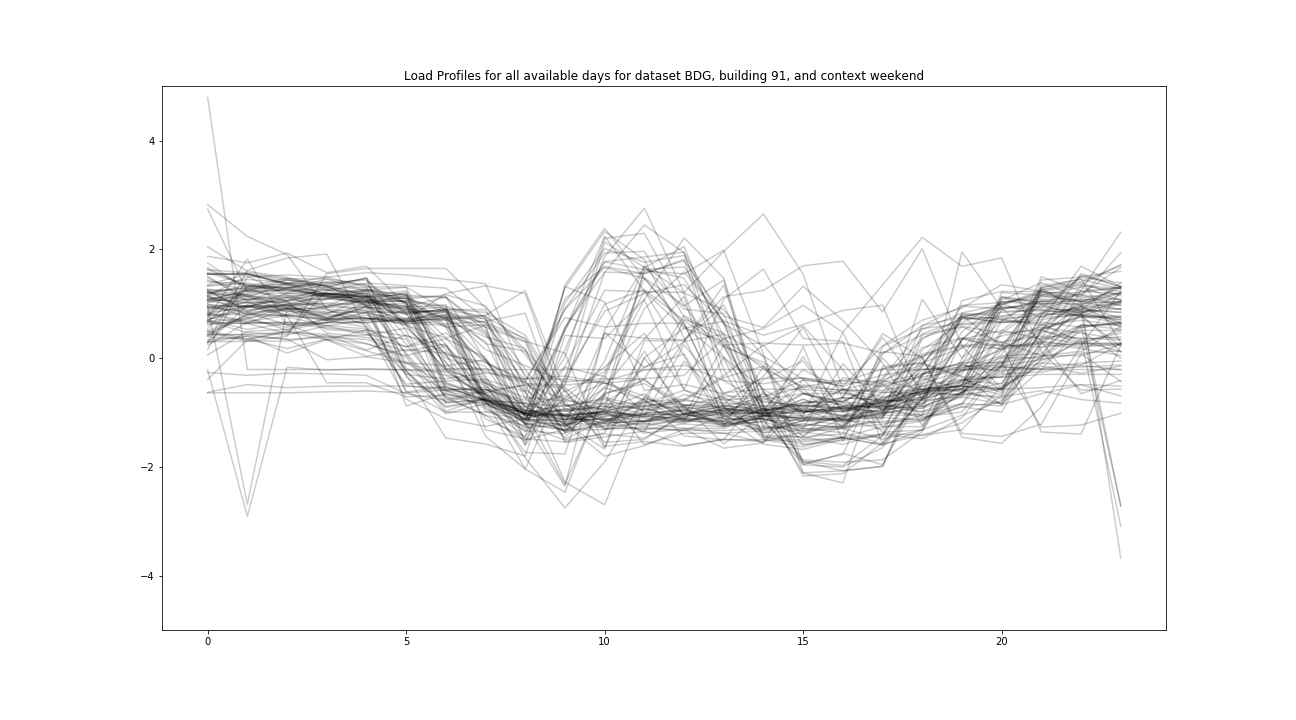 Load Profiles for all available days for dataset BDG, building 91, and context weekend
4
2
0
−2
−4
0 5 10 15 20